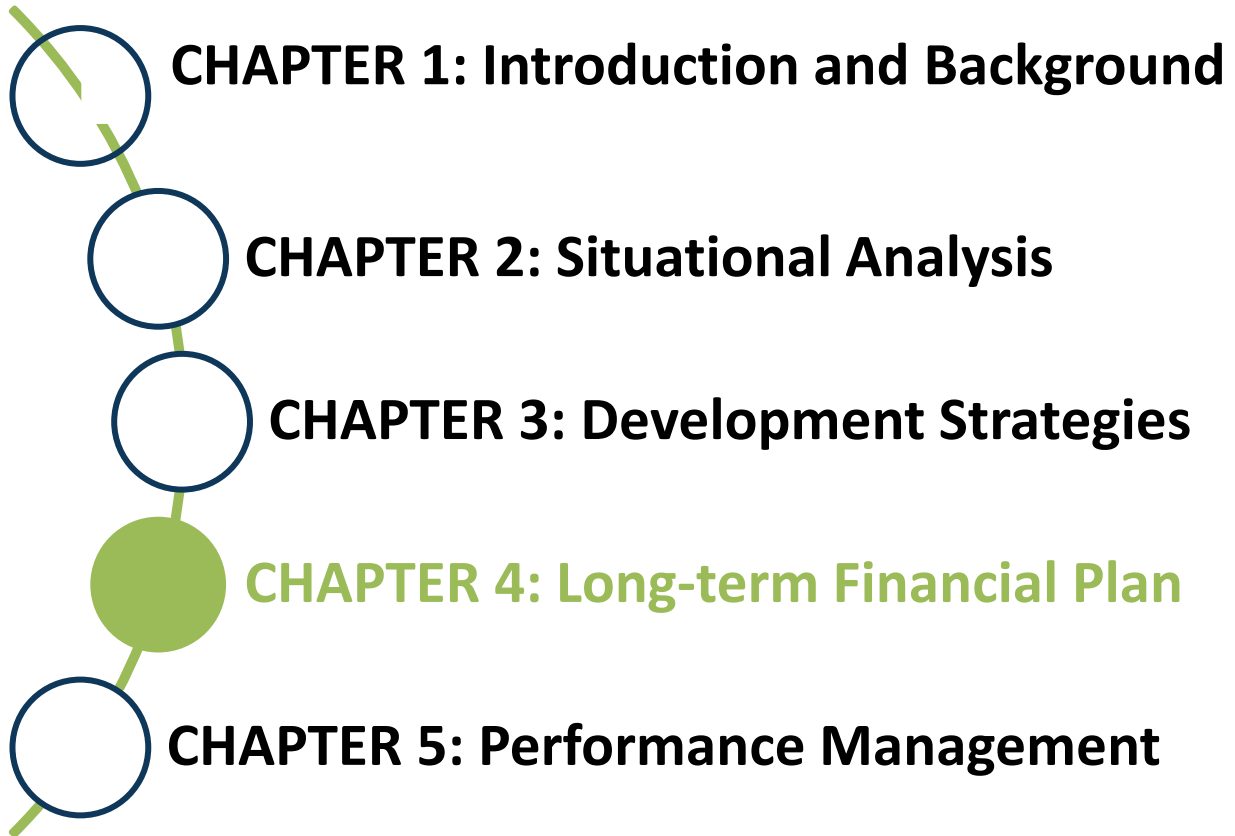 CHAPTER 1: Introduction and Background
CHAPTER 2: Situational Analysis
CHAPTER 3: Development Strategies
CHAPTER 4: Long-term Financial Plan
CHAPTER 5: Performance Management